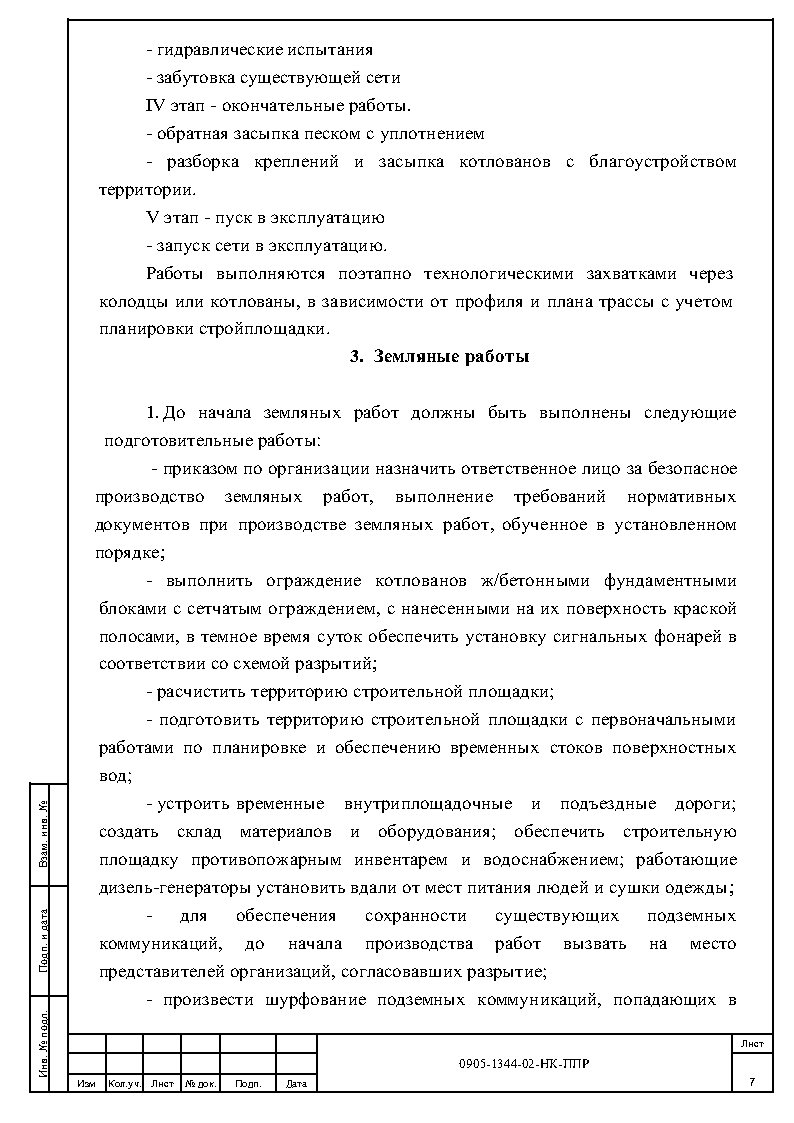 - гидравлические испытания
- забутовка существующей сети
IV этап - окончательные работы.
- обратная засыпка песком с уплотнением
- разборка креплений и засыпка котлованов с благоустройством
территории.
V этап - пуск в эксплуатацию
- запуск сети в эксплуатацию.
Работы выполняются поэтапно технологическими захватками через
колодцы или котлованы, в зависимости от профиля и плана трассы с учетом
планировки стройплощадки.
3. Земляные работы
1. До начала земляных работ должны быть выполнены следующие
подготовительные работы:
- приказом по организации назначить ответственное лицо за безопасное
производство земляных работ, выполнение требований нормативных
документов при производстве земляных работ, обученное в установленном
порядке;
- выполнить ограждение котлованов ж/бетонными фундаментными
блоками с сетчатым ограждением, с нанесенными на их поверхность краской
полосами, в темное время суток обеспечить установку сигнальных фонарей в
соответствии со схемой разрытий;
- расчистить территорию строительной площадки;
- подготовить территорию строительной площадки с первоначальными
работами по планировке и обеспечению временных стоков поверхностных
вод;
- устроить временные внутриплощадочные и подъездные дороги;
создать склад материалов и оборудования; обеспечить строительную
площадку противопожарным инвентарем и водоснабжением; работающие
дизель-генераторы установить вдали от мест питания людей и сушки одежды;
- для обеспечения сохранности существующих подземных
коммуникаций, до начала производства работ вызвать на место
представителей организаций, согласовавших разрытие;
- произвести шурфование подземных коммуникаций, попадающих в
Взам. инв. №
Подп. и дата
Инв. № подл.
Изм Кол.уч. Лист № док. Подп. Дата
0905-1344-02-НК-ППР
Лист
7